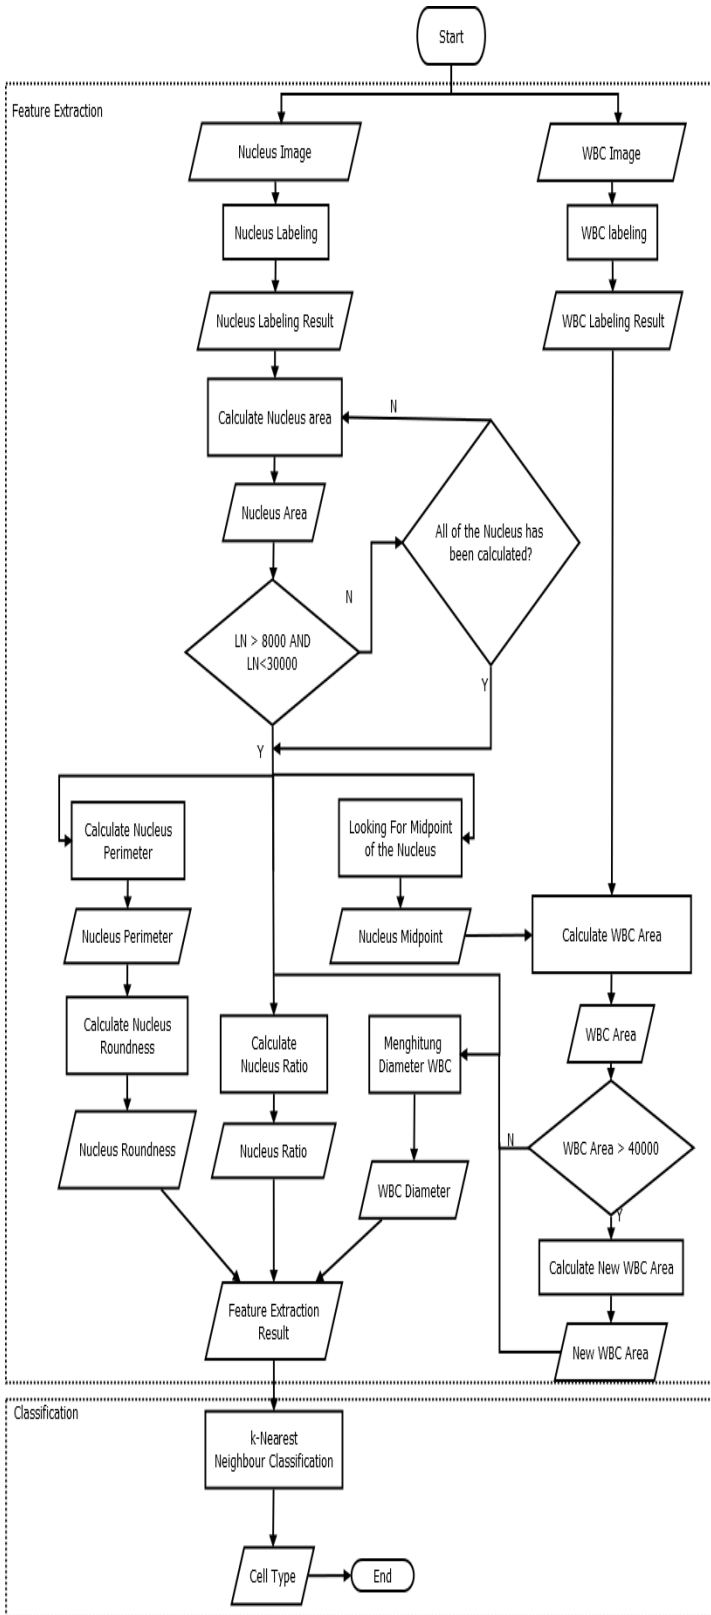 Start
Feature Extraction
Nucleus Image
WBC Image
Nucleus Labeling
WBC labeling
Nucleus Labeling Result
WBC Labeling Result
Calculate Nucleus area
N
Nucleus Area
All of the Nucleus has
been calculated?
N
LN > 8000 AND
LN<30000
Y
Y
Calculate Nucleus
Perimeter
Looking For Midpoint
of the Nucleus
Nucleus Perimeter
Nucleus Midpoint
Calculate WBC Area
Calculate Nucleus
Roundness
Calculate
Nucleus Ratio
Menghitung
Diameter WBC
WBC Area
Nucleus Roundness
Nucleus Ratio
WBC Diameter
N
WBC Area > 40000
Y
Calculate New WBC Area
Feature Extraction
Result
New WBC Area
Classification
k-Nearest
Neighbour Classification
Cell Type
End